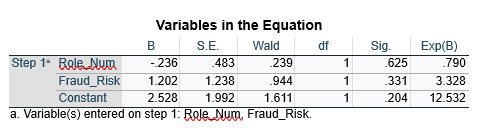 Variables in the Equation
B S.E. Wald df Sig. Exp(B)
Step 1ᵃ Role_Num -.236 .483 .239 1 .625 .790
Fraud_Risk 1.202 1.238 .944 1 .331 3.328
Constant 2.528 1.992 1.611 1 .204 12.532
a. Variable(s) entered on step 1: Role_Num, Fraud_Risk.